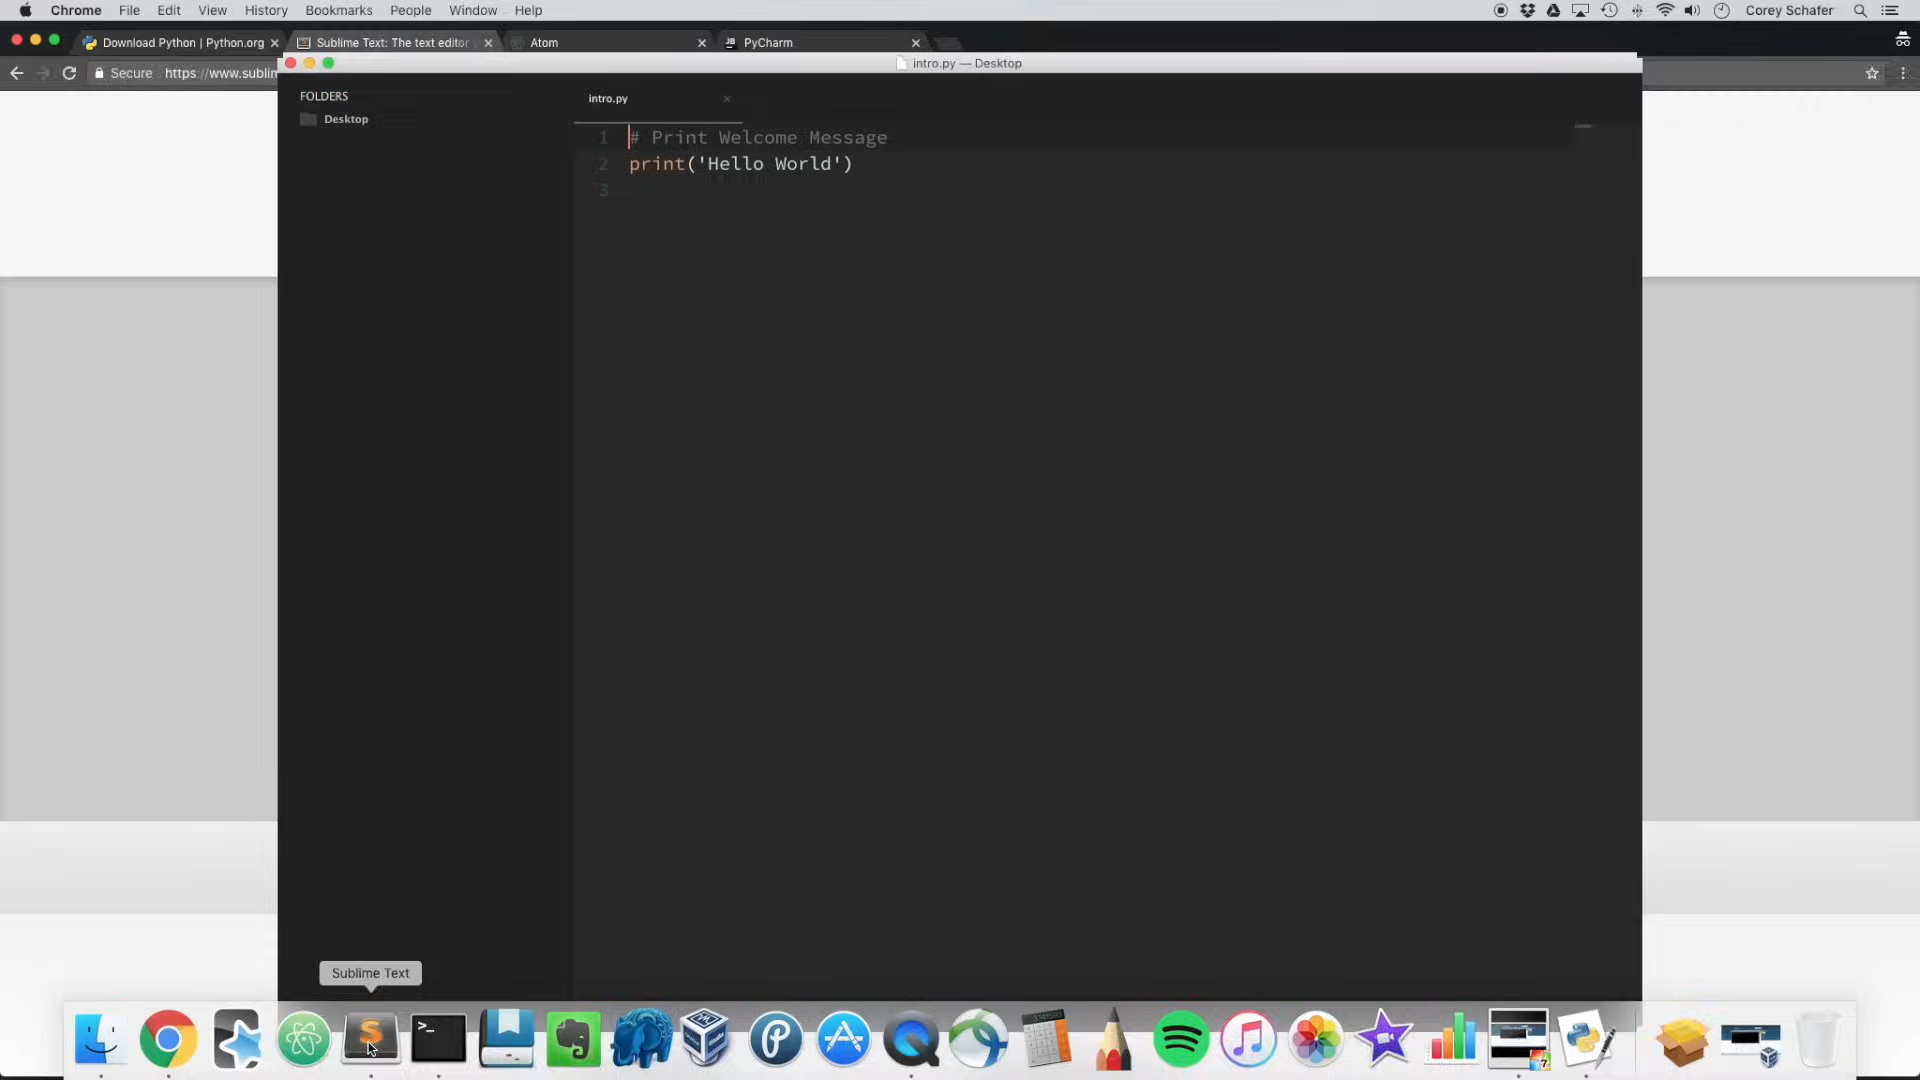 Chrome File Edit View History Bookmarks People Window Help Corey Schafer
Download Python | Python.org Sublime Text: The text editor Atom JB PyCharm
Secure https://www.sublin
intro.py — Desktop
FOLDERS
Desktop
intro.py
1 # Print Welcome Message
2 print('Hello World')
3
Sublime Text